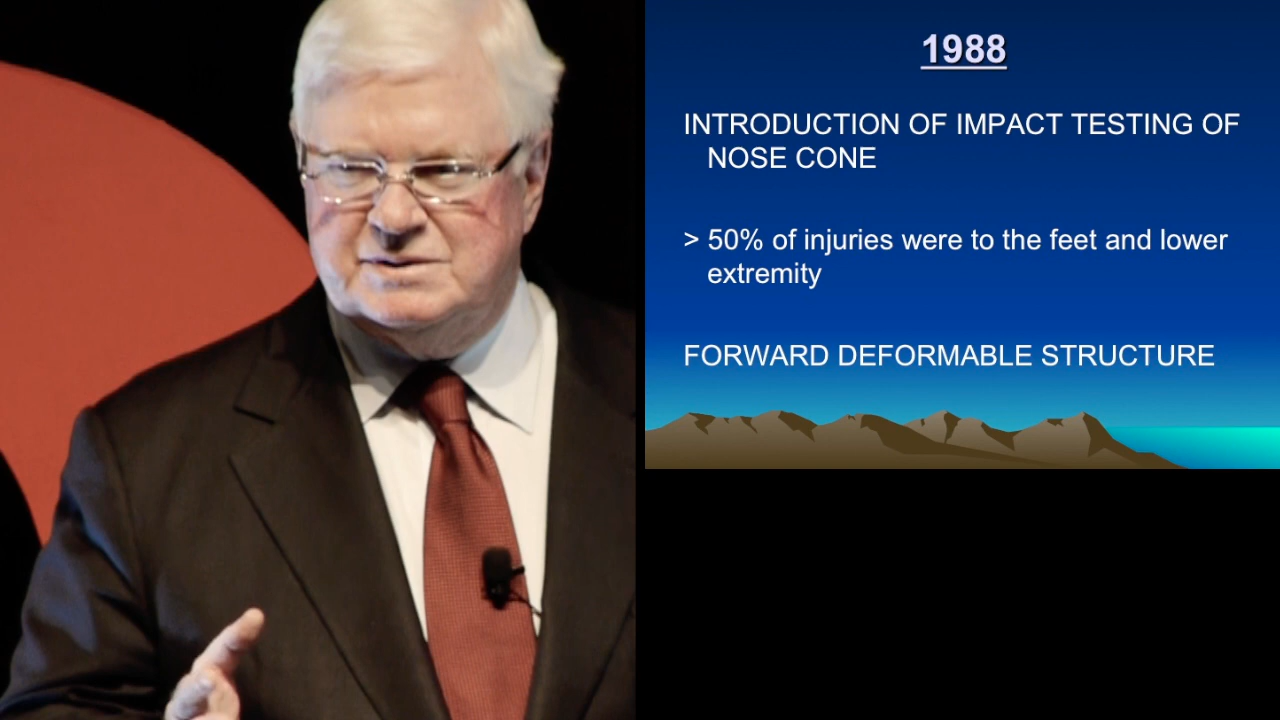 1988
INTRODUCTION OF IMPACT TESTING OF
NOSE CONE
> 50% of injuries were to the feet and lower
extremity
FORWARD DEFORMABLE STRUCTURE